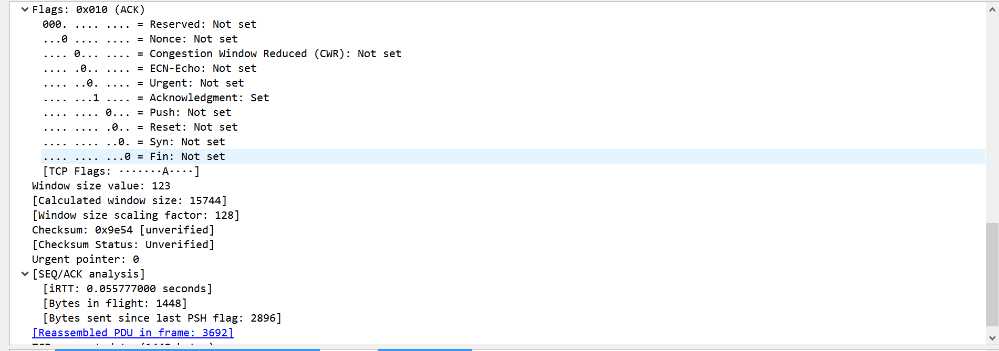 Flags: 0x010 (ACK)
000. .... .... = Reserved: Not set
...0 .... .... = Nonce: Not set
.... 0... .... = Congestion Window Reduced (CWR): Not set
.... .0.. .... = ECN-Echo: Not set
.... ..0. .... = Urgent: Not set
.... ...1 .... = Acknowledgment: Set
.... .... 0... = Push: Not set
.... .... .0.. = Reset: Not set
.... .... ..0. = Syn: Not set
.... .... ...0 = Fin: Not set
[TCP Flags: ·······A····]
Window size value: 123
[Calculated window size: 15744]
[Window size scaling factor: 128]
Checksum: 0x9e54 [unverified]
[Checksum Status: Unverified]
Urgent pointer: 0
[SEQ/ACK analysis]
[iRTT: 0.055777000 seconds]
[Bytes in flight: 1448]
[Bytes sent since last PSH flag: 2896]
[Reassembled PDU in frame: 3692]